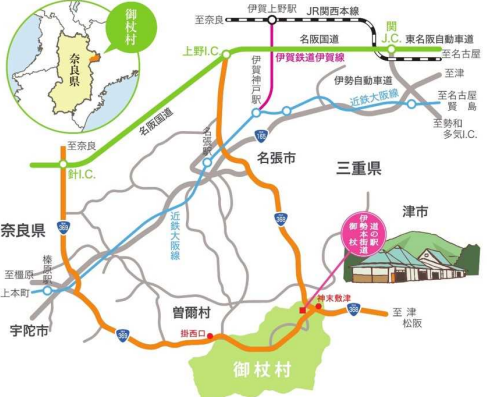 御杖村
奈良県
至奈良
伊賀上野駅
JR関西本線
関
J.C.
東名阪自動車道
至名古屋
名阪国道
上野I.C.
伊賀鉄道伊賀線
伊勢自動車道
至津
伊賀神戸駅
近鉄大阪線
至名古屋
賢島
至勢和
多気I.C.
名阪国道
至奈良
針I.C.
名張駅
165
名張市
三重県
369
368
奈良県
近鉄大阪線
津市
道の駅
伊勢本街道
御杖
榛原駅
至橿原
上本町
宇陀市
曽爾村
掛西口
369
神末敷津
368
至 津
松阪
御杖村